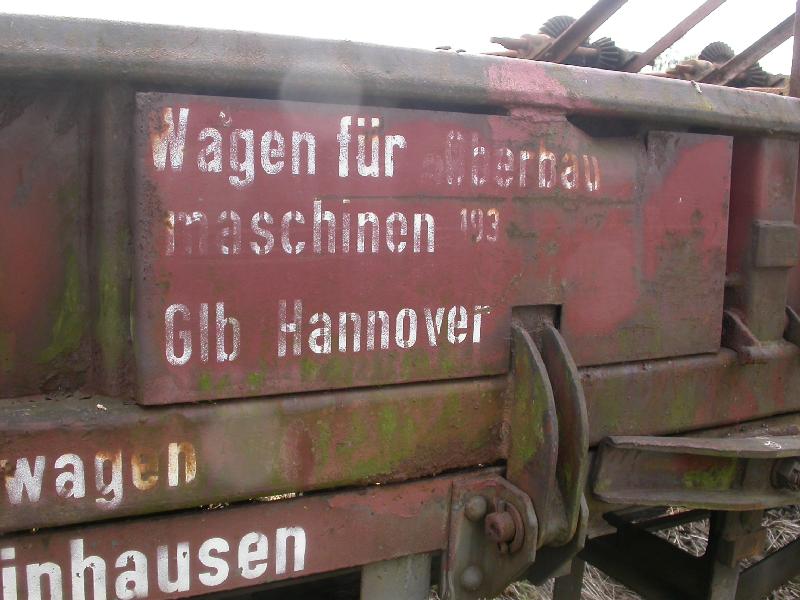 Wagen für Oberbau
maschinen 193
Glb Hannover
wagen
inhausen